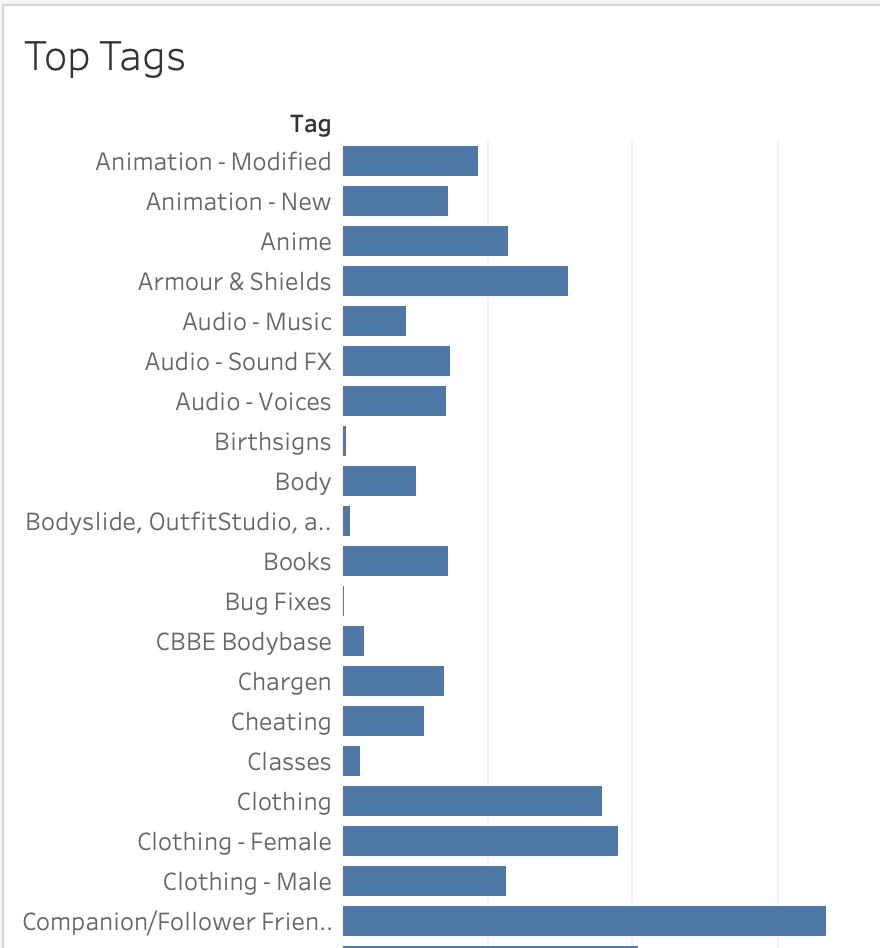 Top Tags
Tag
Animation - Modified
Animation - New
Anime
Armour & Shields
Audio - Music
Audio - Sound FX
Audio - Voices
Birthsigns
Body
Bodyslide, OutfitStudio, a..
Books
Bug Fixes
CBBE Bodybase
Chargen
Cheating
Classes
Clothing
Clothing - Female
Clothing - Male
Companion/Follower Frien..